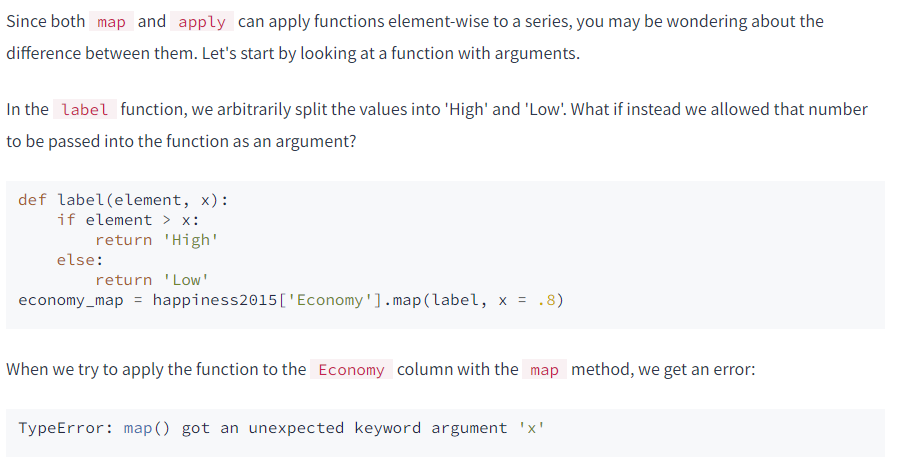 Since both map and apply can apply functions element-wise to a series, you may be wondering about the
difference between them. Let's start by looking at a function with arguments.
In the label function, we arbitrarily split the values into 'High' and 'Low'. What if instead we allowed that number
to be passed into the function as an argument?
def label(element, x):
    if element > x:
        return 'High'
    else:
        return 'Low'
economy_map = happiness2015['Economy'].map(label, x = .8)
When we try to apply the function to the Economy column with the map method, we get an error:
TypeError: map() got an unexpected keyword argument 'x'